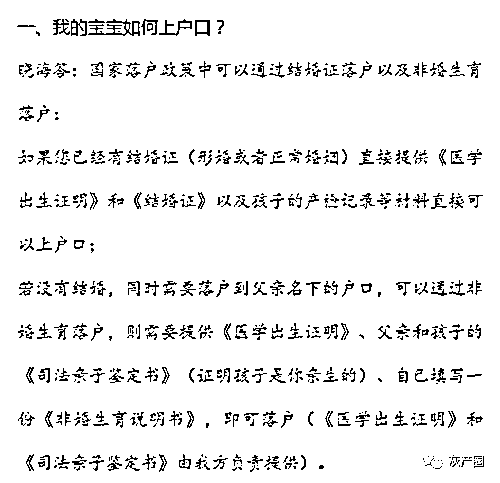 一、我的宝宝如何上户口？
晓海答：国家落户政策中可以通过结婚证落户以及非婚生育
落户：
如果您已经有结婚证（形婚或者正常婚姻）直接提供《医学
出生证明》和《结婚证》以及孩子的产检记录等材料直接可
以上户口；
若没有结婚，同时需要落户到父亲名下的户口，可以通过非
婚生育落户，则需要提供《医学出生证明》、父亲和孩子的
《司法亲子鉴定书》（证明孩子是你亲生的）、自己填写一
份《非婚生育说明书》，即可落户（《医学出生证明》和
《司法亲子鉴定书》由我方负责提供）。
灰产圈